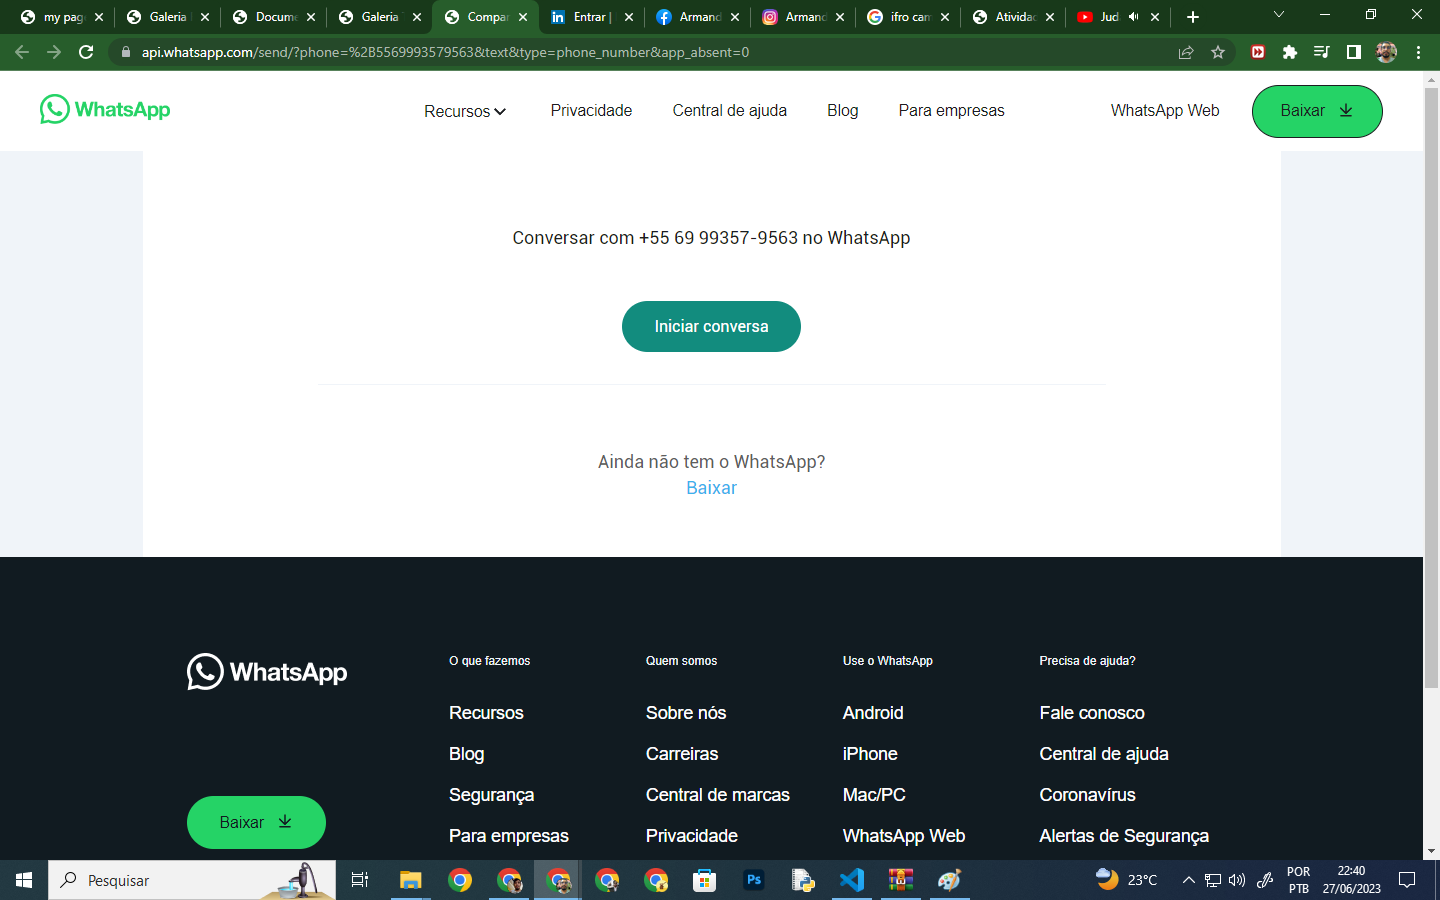 my pag
Galeria
Docume
Galeria
Compar
Entrar |
Armand
Armand
ifro cam
Ativida
Jud
api.whatsapp.com/send/?phone=%2B5569993579563&text&type=phone_number&app_absent=0
WhatsApp
Recursos
Privacidade
Central de ajuda
Blog
Para empresas
WhatsApp Web
Baixar
Conversar com +55 69 99357-9563 no WhatsApp
Iniciar conversa
Ainda não tem o WhatsApp?
Baixar
WhatsApp
Baixar
O que fazemos
Recursos
Blog
Segurança
Para empresas
Quem somos
Sobre nós
Carreiras
Central de marcas
Privacidade
Use o WhatsApp
Android
iPhone
Mac/PC
WhatsApp Web
Precisa de ajuda?
Fale conosco
Central de ajuda
Coronavírus
Alertas de Segurança
Pesquisar
Ps
23°C
POR
PTB
22:40
27/06/2023